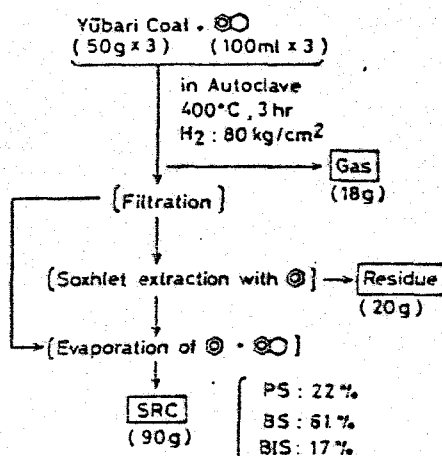 Yūbari Coal +
(50g x 3) (100ml x 3)
in Autoclave
400°C, 3 hr
H2 : 80 kg/cm2
Gas
(18g)
[Filtration]
[Soxhlet extraction with ]
Residue
(20g)
[Evaporation of + ]
SRC
(90g)
PS : 22 %
BS : 61 %
BIS : 17 %